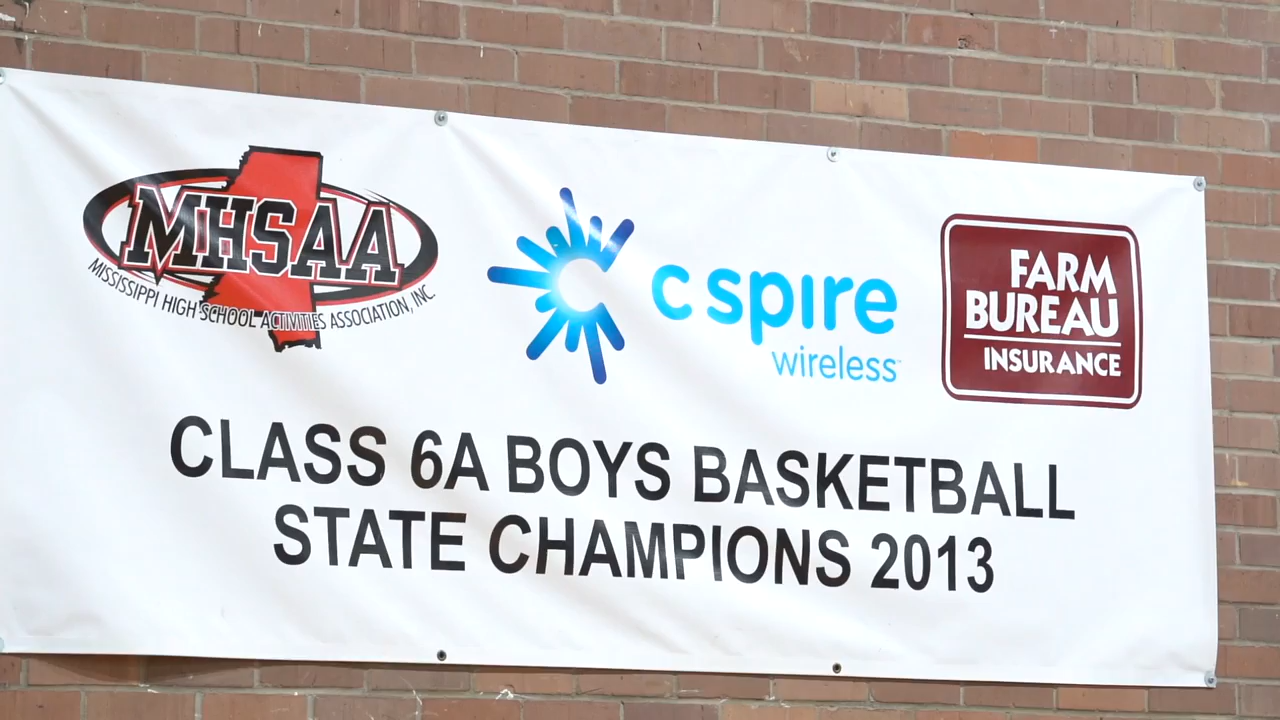 MHSAA
MISSISSIPPI HIGH SCHOOL ACTIVITIES ASSOCIATION, INC
c spire
wireless
FARM
BUREAU
INSURANCE
CLASS 6A BOYS BASKETBALL
STATE CHAMPIONS 2013